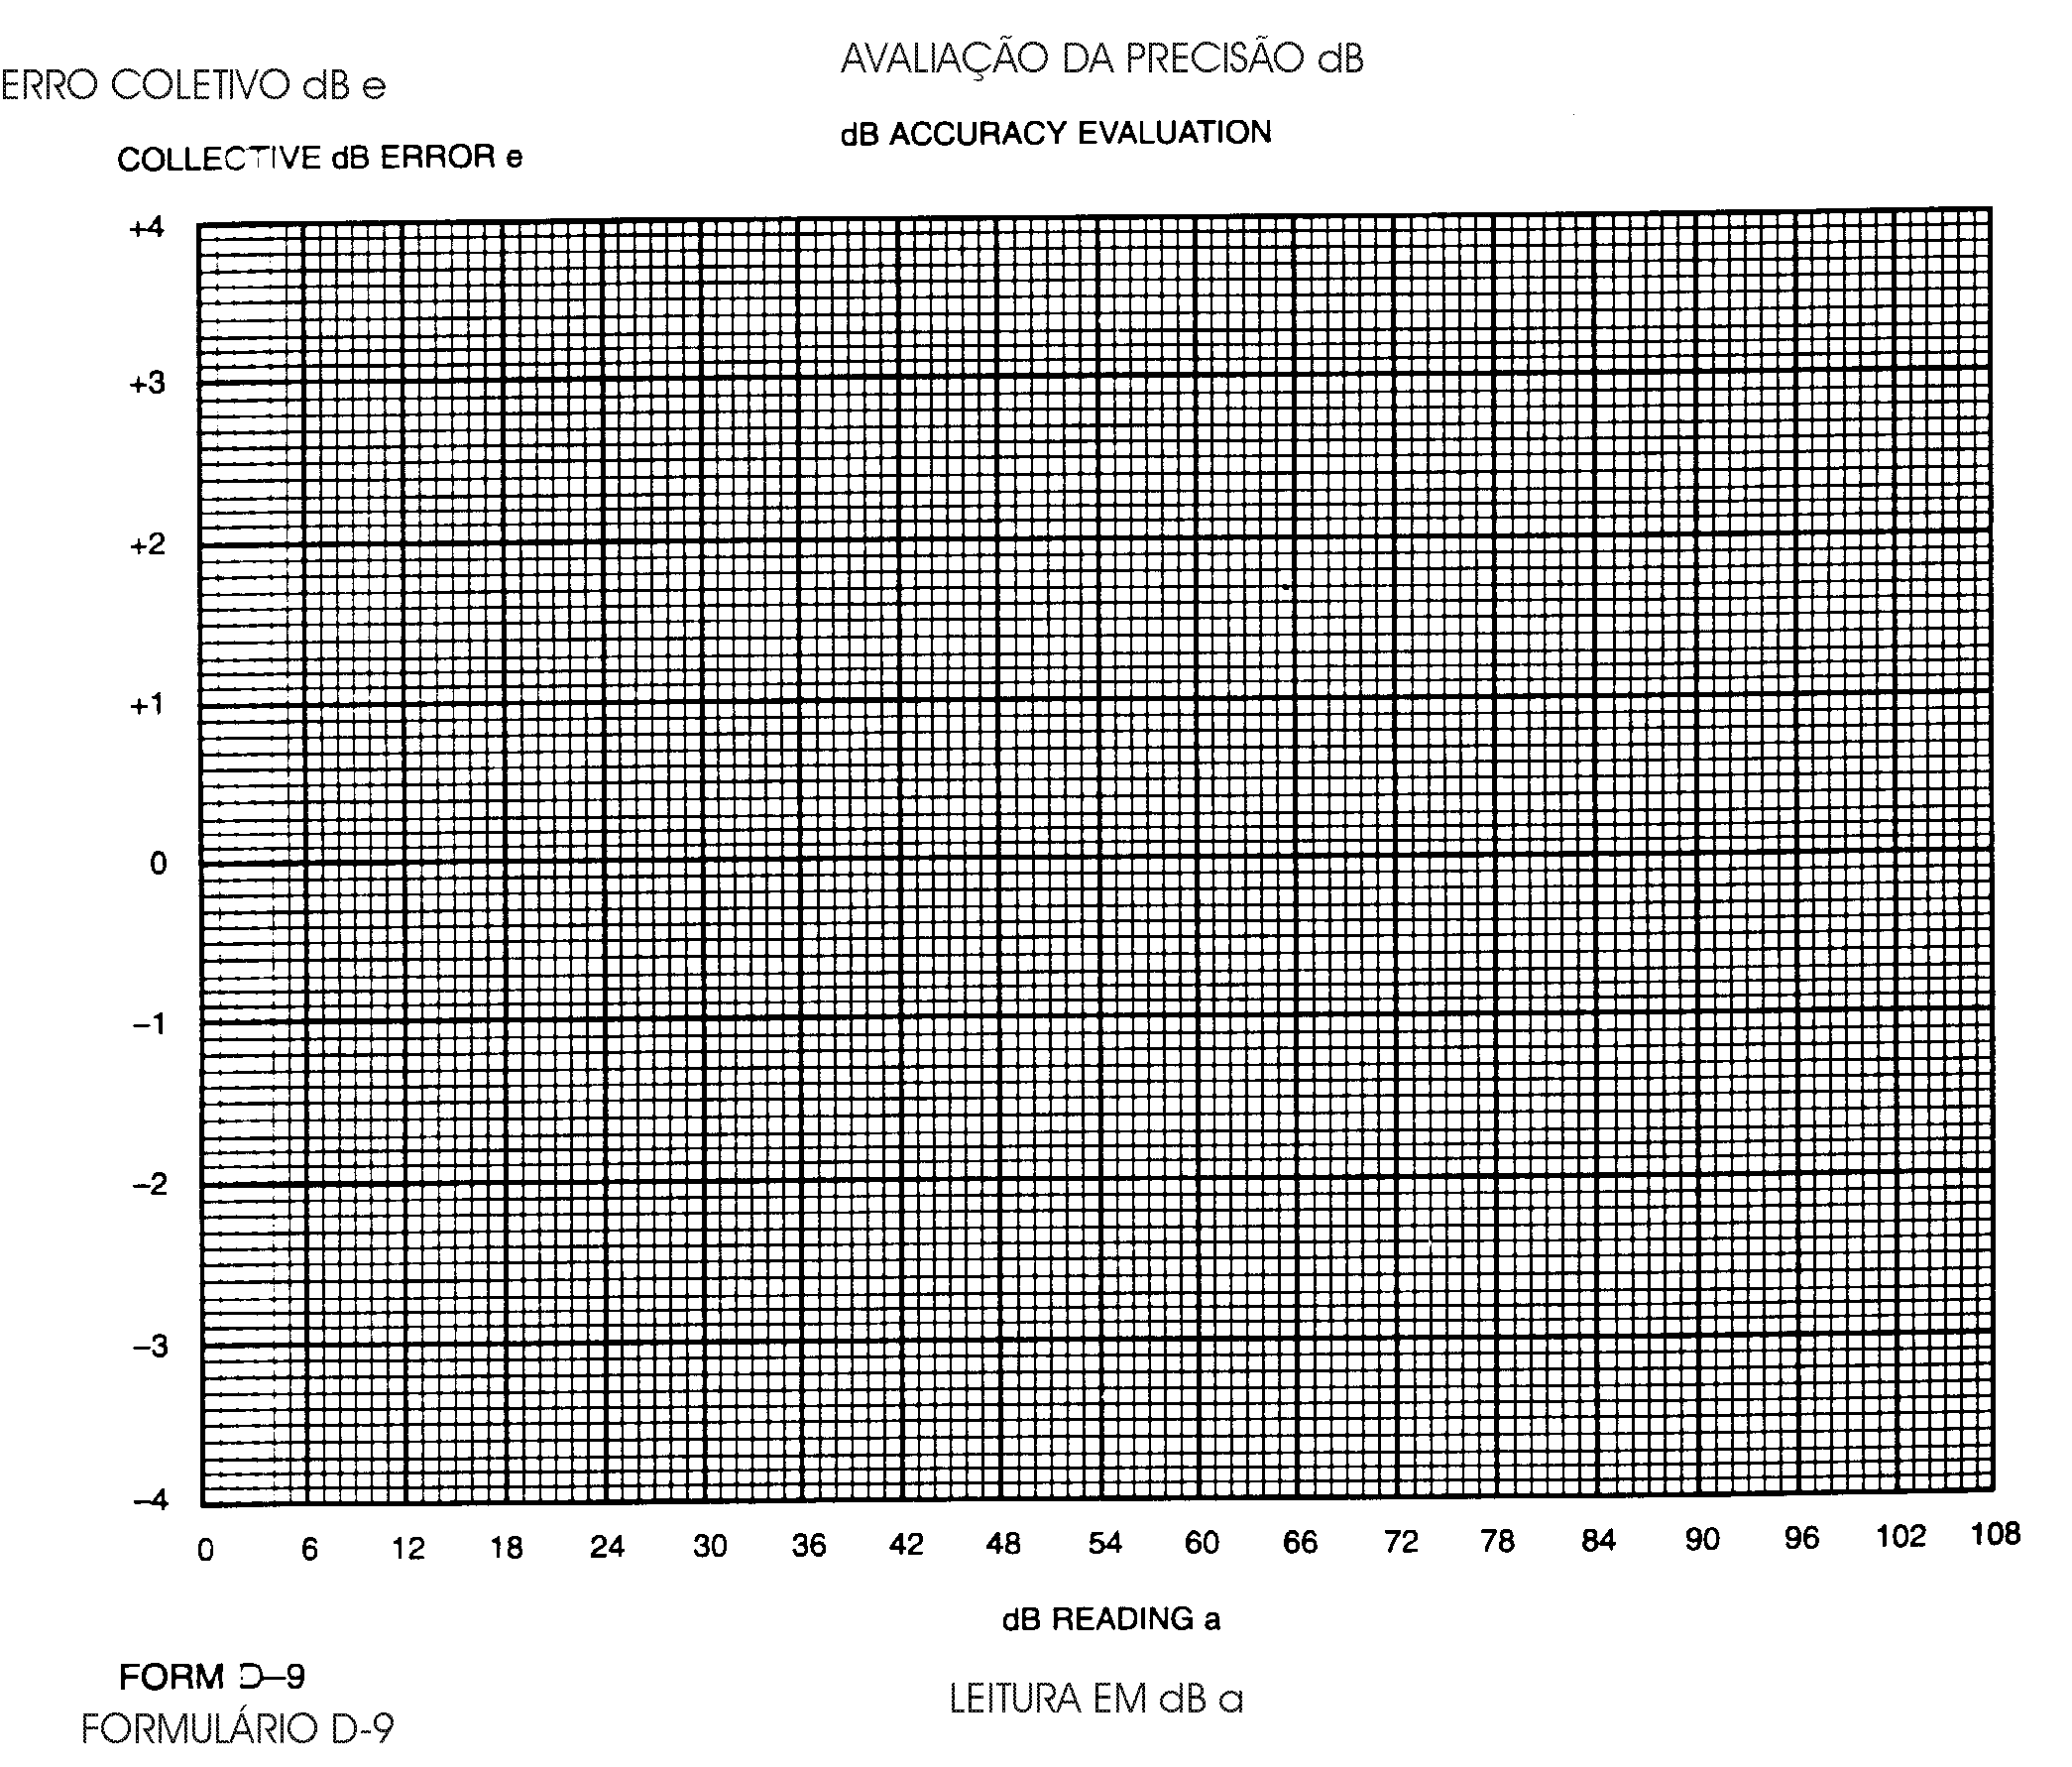 AVALIAÇÃO DA PRECISÃO dB
ERRO COLETIVO dB e
dB ACCURACY EVALUATION
COLLECTIVE dB ERROR e
+4
+3
+2
+1
0
−1
−2
−3
−4
0 6 12 18 24 30 36 42 48 54 60 66 72 78 84 90 96 102 108
dB READING a
FORM D–9
LEITURA EM dB a
FORMULÁRIO D-9